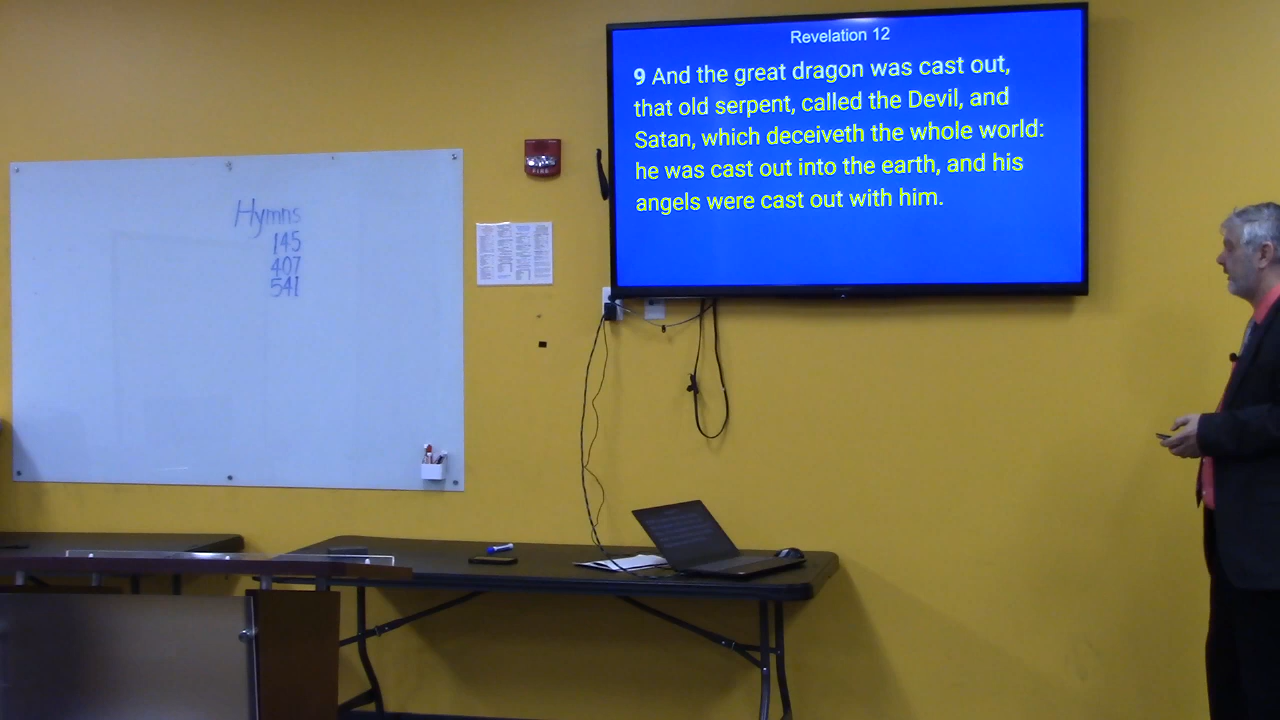 Revelation 12
9 And the great dragon was cast out,
that old serpent, called the Devil, and
Satan, which deceiveth the whole world:
he was cast out into the earth, and his
angels were cast out with him.
Hymns
145
407
541
FIRE